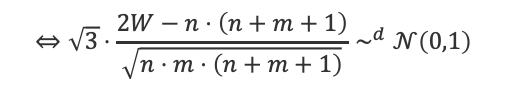 ⇔ √3 · (2W − n · (n + m + 1)) / √(n · m · (n + m + 1)) ~ᵈ 𝒩(0,1)